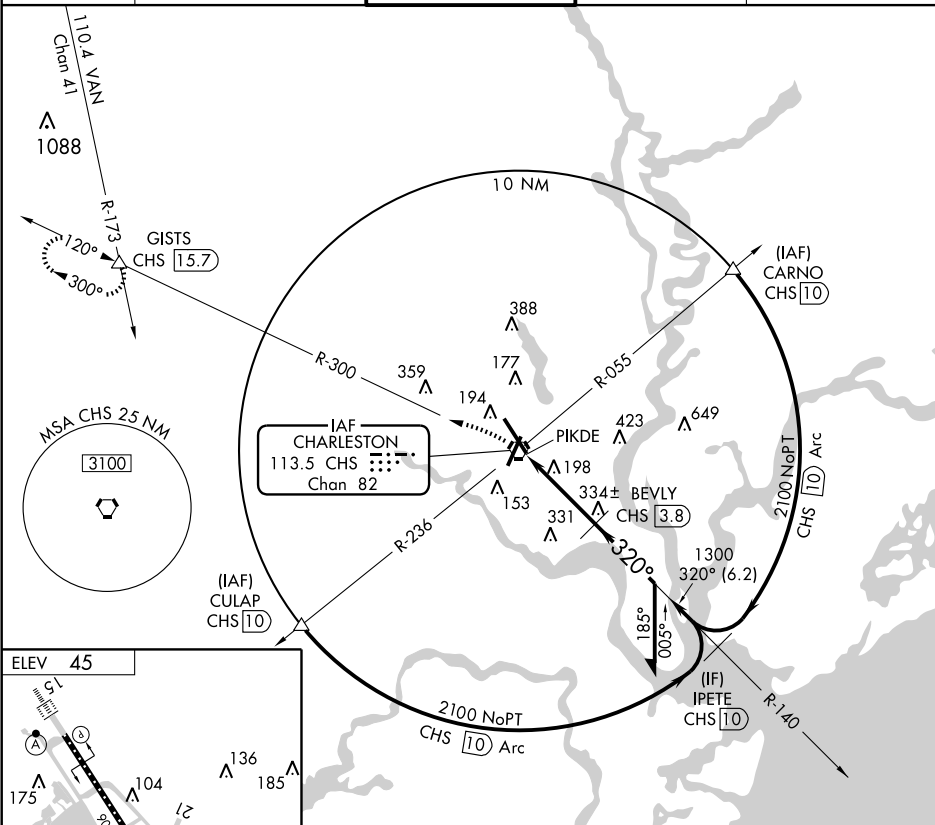 110.4 VAN
Chan 41
1088
R-173
10 NM
GISTS
CHS 15.7
120°
300°
(IAF)
CARNO
CHS 10
388
R-300
359
177
R-055
194
MSA CHS 25 NM
3100
IAF
CHARLESTON
113.5 CHS
Chan 82
PIKDE
423
649
198
2100 NoPT
CHS 10 Arc
153
334± BEVLY
CHS 3.8
331
R-236
320°
1300
320° (6.2)
(IAF)
CULAP
CHS 10
185°
005°
(IF)
IPETE
CHS 10
R-140
2100 NoPT
CHS 10 Arc
ELEV 45
15
A
P
136
185
175
104
21